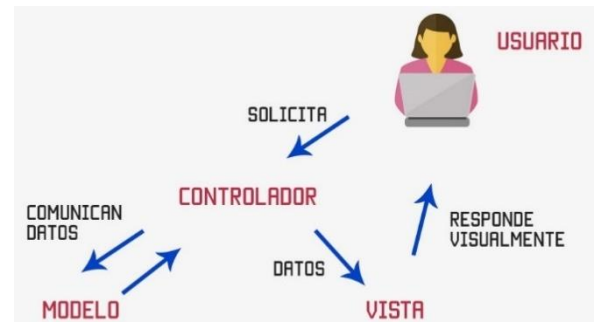 USUARIO
SOLICITA
CONTROLADOR
COMUNICAN
DATOS
RESPONDE
VISUALMENTE
DATOS
MODELO
VISTA